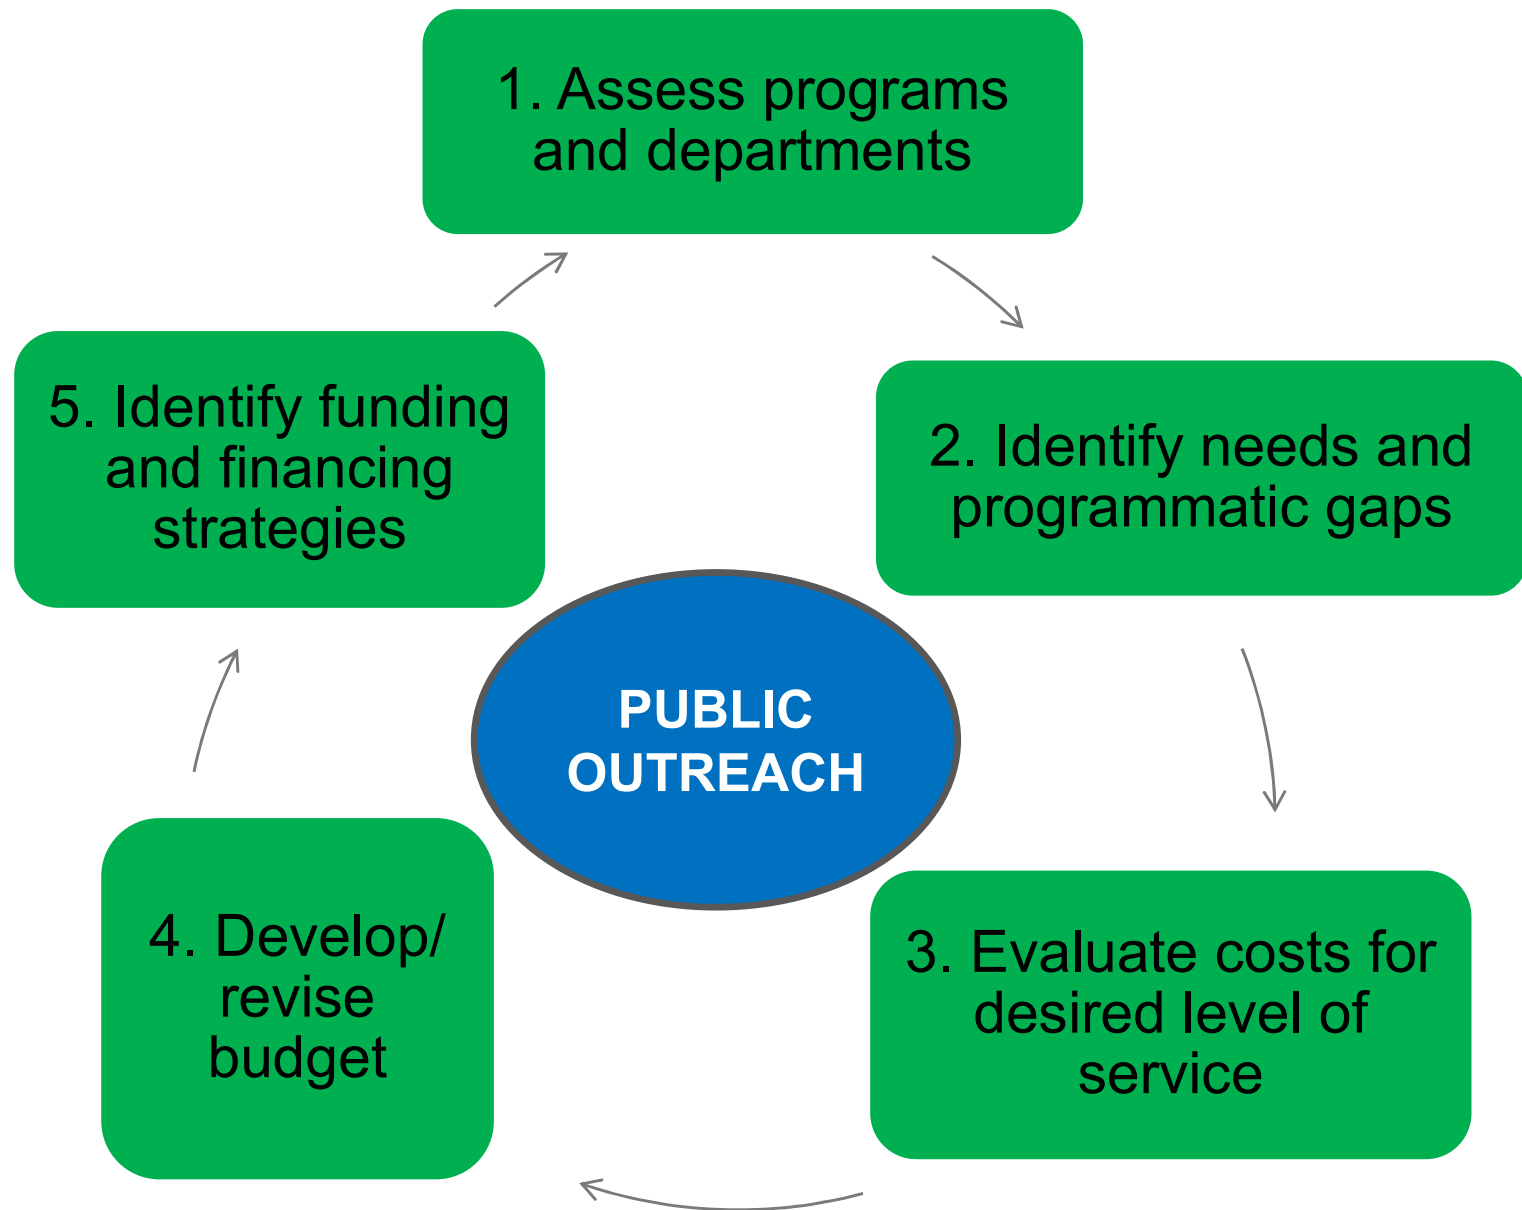 1. Assess programs
and departments
2. Identify needs and
programmatic gaps
3. Evaluate costs for
desired level of
service
4. Develop/
revise
budget
5. Identify funding
and financing
strategies
PUBLIC
OUTREACH